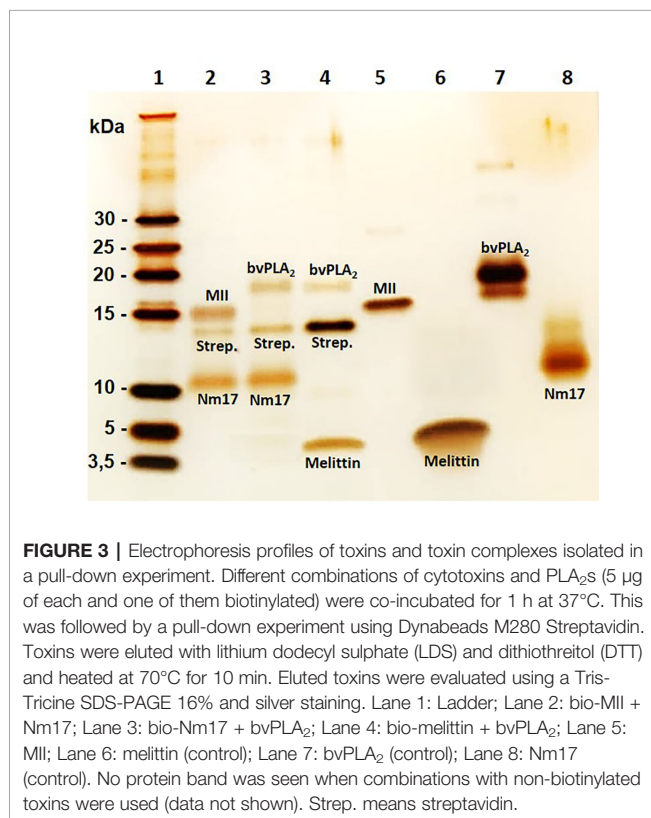 1 2 3 4 5 6 7 8
kDa
30 -
25 -
20 -
15 -
10 -
5 -
3,5 -
MII
Strep.
Nm17
bvPLA₂
Strep.
Nm17
bvPLA₂
Strep.
Melittin
MII
Melittin
bvPLA₂
Nm17
FIGURE 3 | Electrophoresis profiles of toxins and toxin complexes isolated in
a pull-down experiment. Different combinations of cytotoxins and PLA₂s (5 µg
of each and one of them biotinylated) were co-incubated for 1 h at 37°C. This
was followed by a pull-down experiment using Dynabeads M280 Streptavidin.
Toxins were eluted with lithium dodecyl sulphate (LDS) and dithiothreitol (DTT)
and heated at 70°C for 10 min. Eluted toxins were evaluated using a Tris-
Tricine SDS-PAGE 16% and silver staining. Lane 1: Ladder; Lane 2: bio-MII +
Nm17; Lane 3: bio-Nm17 + bvPLA₂; Lane 4: bio-melittin + bvPLA₂; Lane 5:
MII; Lane 6: melittin (control); Lane 7: bvPLA₂ (control); Lane 8: Nm17
(control). No protein band was seen when combinations with non-biotinylated
toxins were used (data not shown). Strep. means streptavidin.